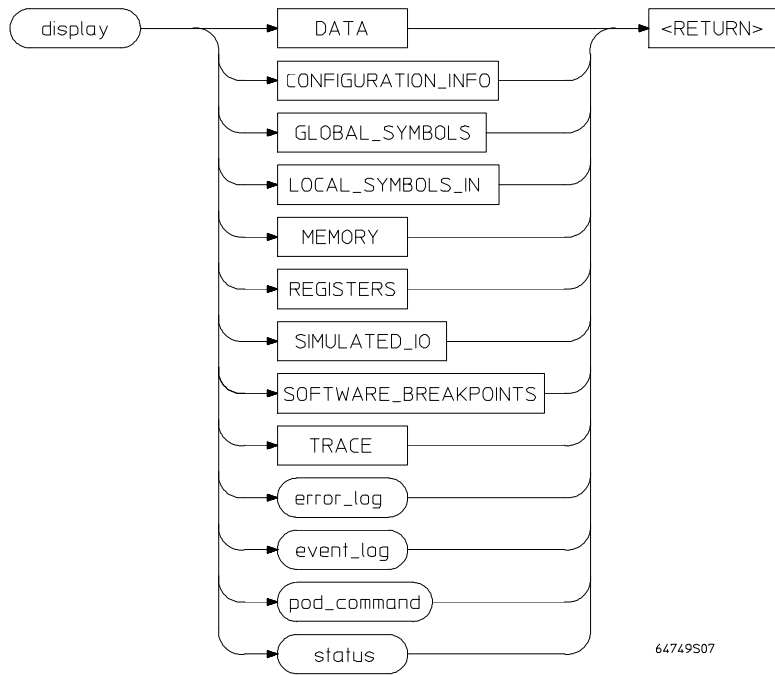 display
DATA
<RETURN>
CONFIGURATION_INFO
GLOBAL_SYMBOLS
LOCAL_SYMBOLS_IN
MEMORY
REGISTERS
SIMULATED_IO
SOFTWARE_BREAKPOINTS
TRACE
error_log
event_log
pod_command
status
64749S07